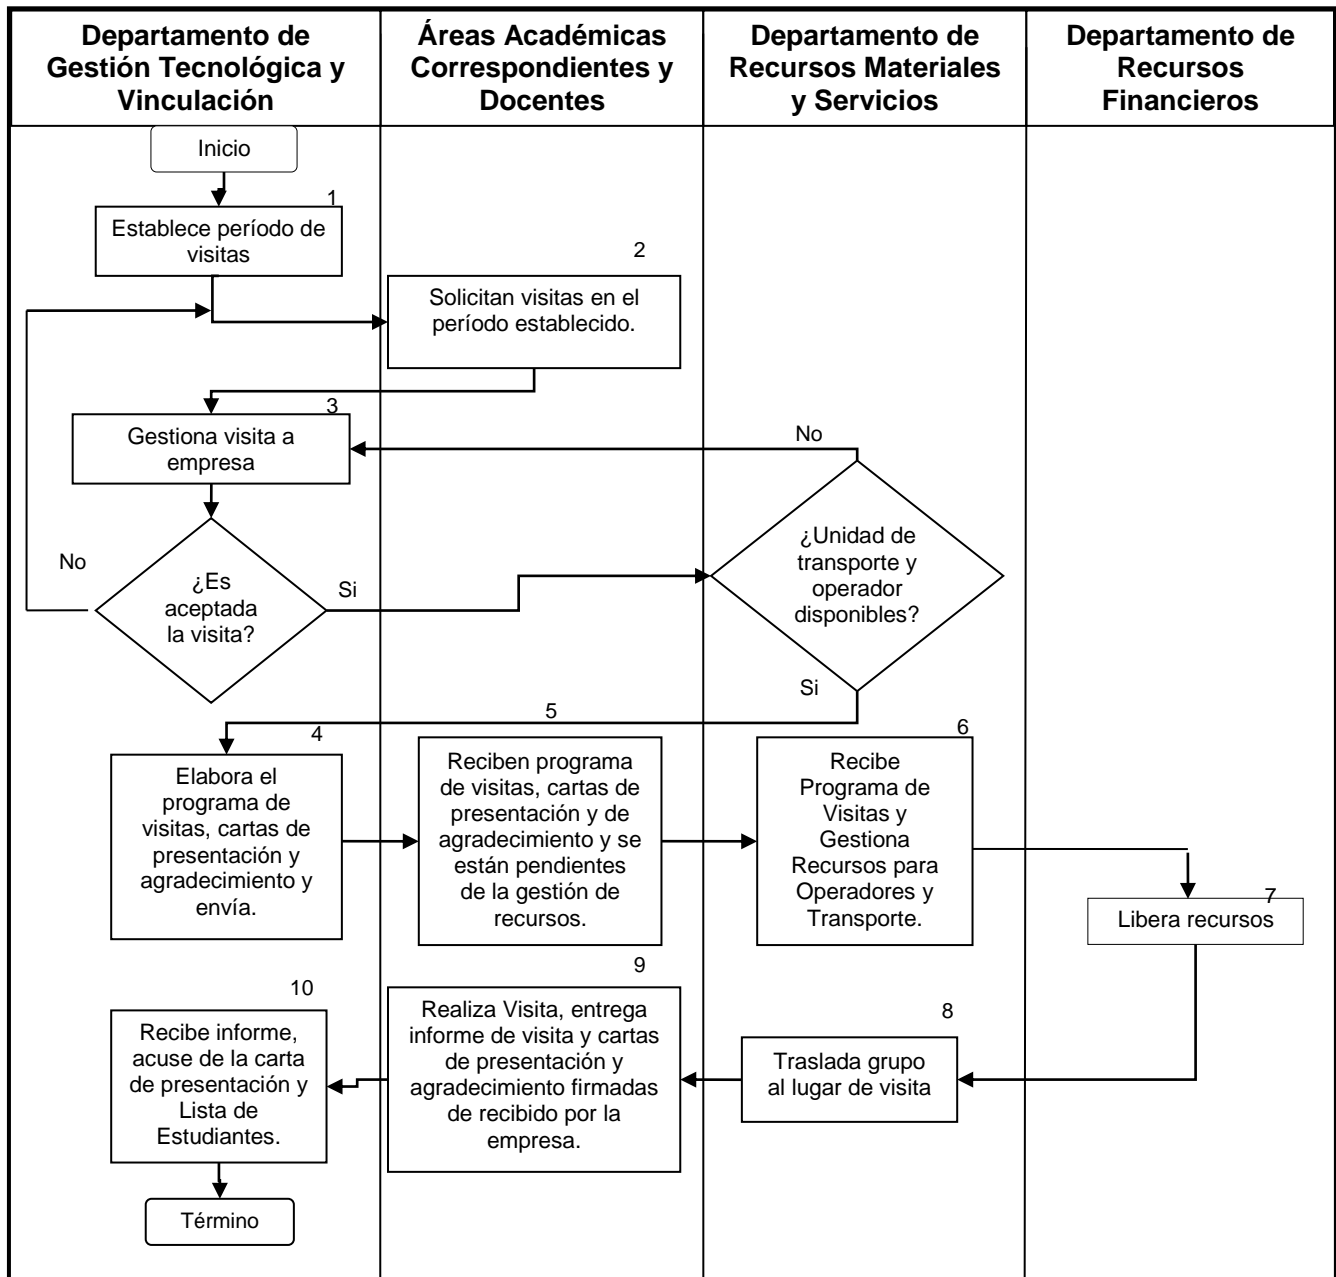 Departamento de
Gestión Tecnológica y
Vinculación
Áreas Académicas
Correspondientes y
Docentes
Departamento de
Recursos Materiales
y Servicios
Departamento de
Recursos
Financieros
Inicio
1
Establece período de
visitas
2
Solicitan visitas en el
período establecido.
3
Gestiona visita a
empresa
No
¿Es
aceptada
la visita?
Si
No
¿Unidad de
transporte y
operador
disponibles?
Si
4
Elabora el
programa de
visitas, cartas de
presentación y
agradecimiento y
envía.
5
Reciben programa
de visitas, cartas de
presentación y de
agradecimiento y se
están pendientes
de la gestión de
recursos.
6
Recibe
Programa de
Visitas y
Gestiona
Recursos para
Operadores y
Transporte.
7
Libera recursos
8
Traslada grupo
al lugar de visita
9
Realiza Visita, entrega
informe de visita y cartas
de presentación y
agradecimiento firmadas
de recibido por la
empresa.
10
Recibe informe,
acuse de la carta
de presentación y
Lista de
Estudiantes.
Término